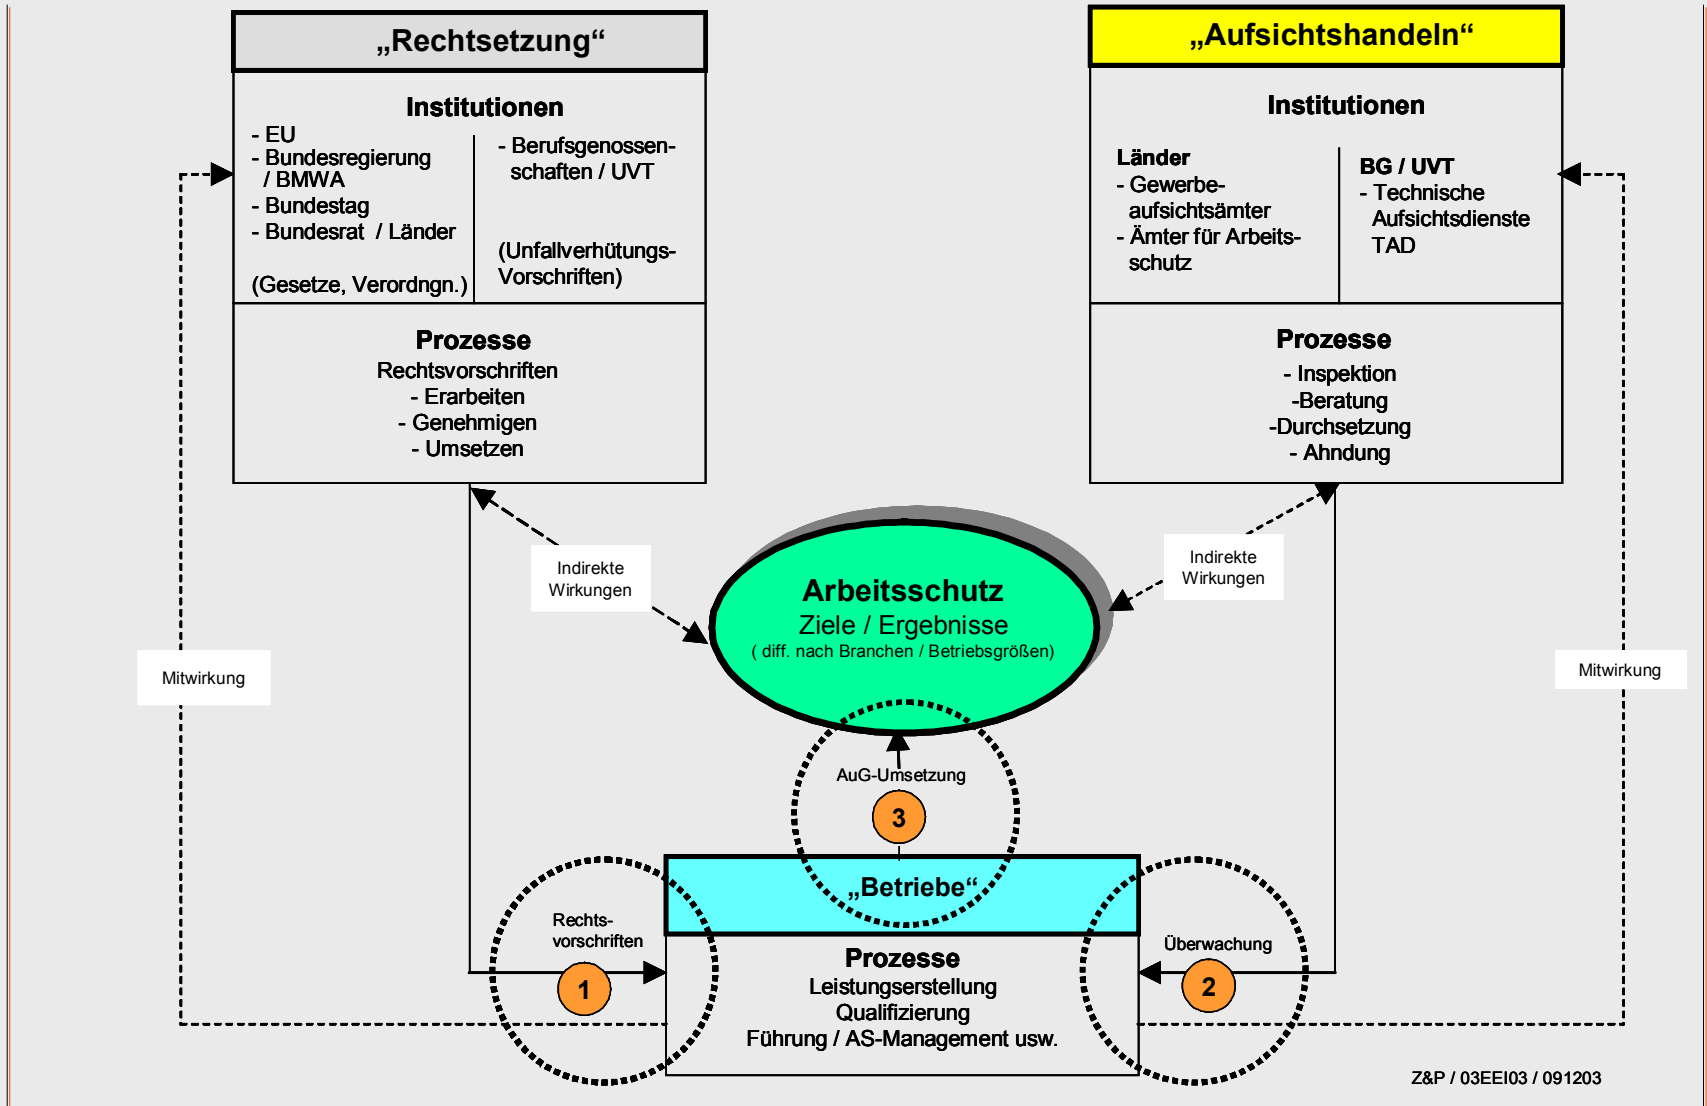 „Rechtsetzung“
Institutionen
- EU
- Bundesregierung
/ BMWA
- Bundestag
- Bundesrat / Länder
(Gesetze, Verordngn.)
- Berufsgenossen-
schaften / UVT
(Unfallverhütungs-
Vorschriften)
Prozesse
Rechtsvorschriften
- Erarbeiten
- Genehmigen
- Umsetzen
„Aufsichtshandeln“
Institutionen
Länder
- Gewerbe-
aufsichtsämter
- Ämter für Arbeits-
schutz
BG / UVT
- Technische
Aufsichtsdienste
TAD
Prozesse
- Inspektion
-Beratung
-Durchsetzung
- Ahndung
Indirekte
Wirkungen
Indirekte
Wirkungen
Arbeitsschutz
Ziele / Ergebnisse
( diff. nach Branchen / Betriebsgrößen)
Mitwirkung
Mitwirkung
AuG-Umsetzung
3
„Betriebe“
Rechts-
vorschriften
1
Überwachung
2
Prozesse
Leistungserstellung
Qualifizierung
Führung / AS-Management usw.
Z&P / 03EEI03 / 091203